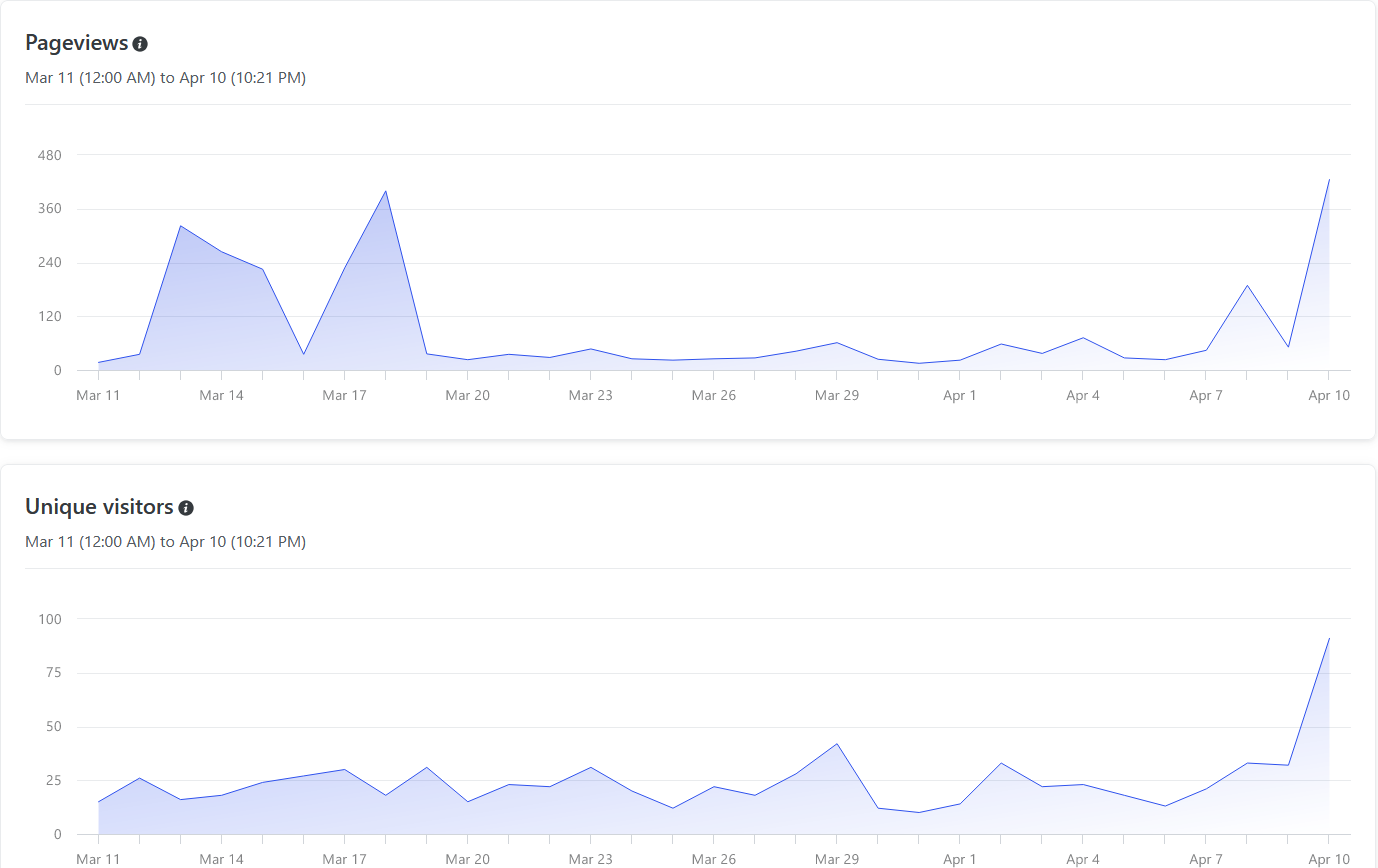 Pageviews
Mar 11 (12:00 AM) to Apr 10 (10:21 PM)
480
360
240
120
0
Mar 11 Mar 14 Mar 17 Mar 20 Mar 23 Mar 26 Mar 29 Apr 1 Apr 4 Apr 7 Apr 10
Unique visitors
Mar 11 (12:00 AM) to Apr 10 (10:21 PM)
100
75
50
25
0
Mar 11 Mar 14 Mar 17 Mar 20 Mar 23 Mar 26 Mar 29 Apr 1 Apr 4 Apr 7 Apr 10